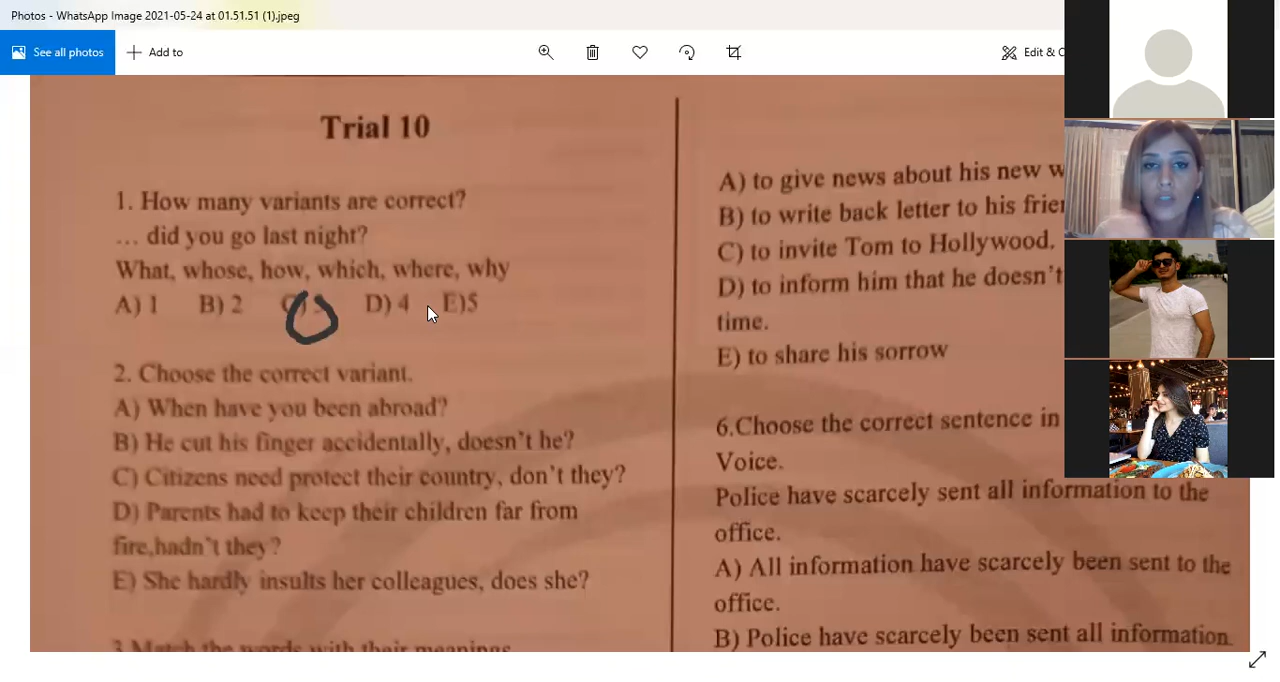 Photos - WhatsApp Image 2021-05-24 at 01.51.51 (1).jpeg
See all photos
Add to
Edit & C
Trial 10
1. How many variants are correct?
... did you go last night?
What, whose, how, which, where, why
A) 1 B) 2 D) 4 E)5
2. Choose the correct variant.
A) When have you been abroad?
B) He cut his finger accidentally, doesn't he?
C) Citizens need protect their country, don't they?
D) Parents had to keep their children far from
fire,hadn't they?
E) She hardly insults her colleagues, does she?
3 Match the words with their meanings
A) to give news about his new w
B) to write back letter to his frie
C) to invite Tom to Hollywood.
D) to inform him that he doesn't
time.
E) to share his sorrow
6.Choose the correct sentence in
Voice.
Police have scarcely sent all information to the
office.
A) All information have scarcely been sent to the
office.
B) Police have scarcely been sent all information